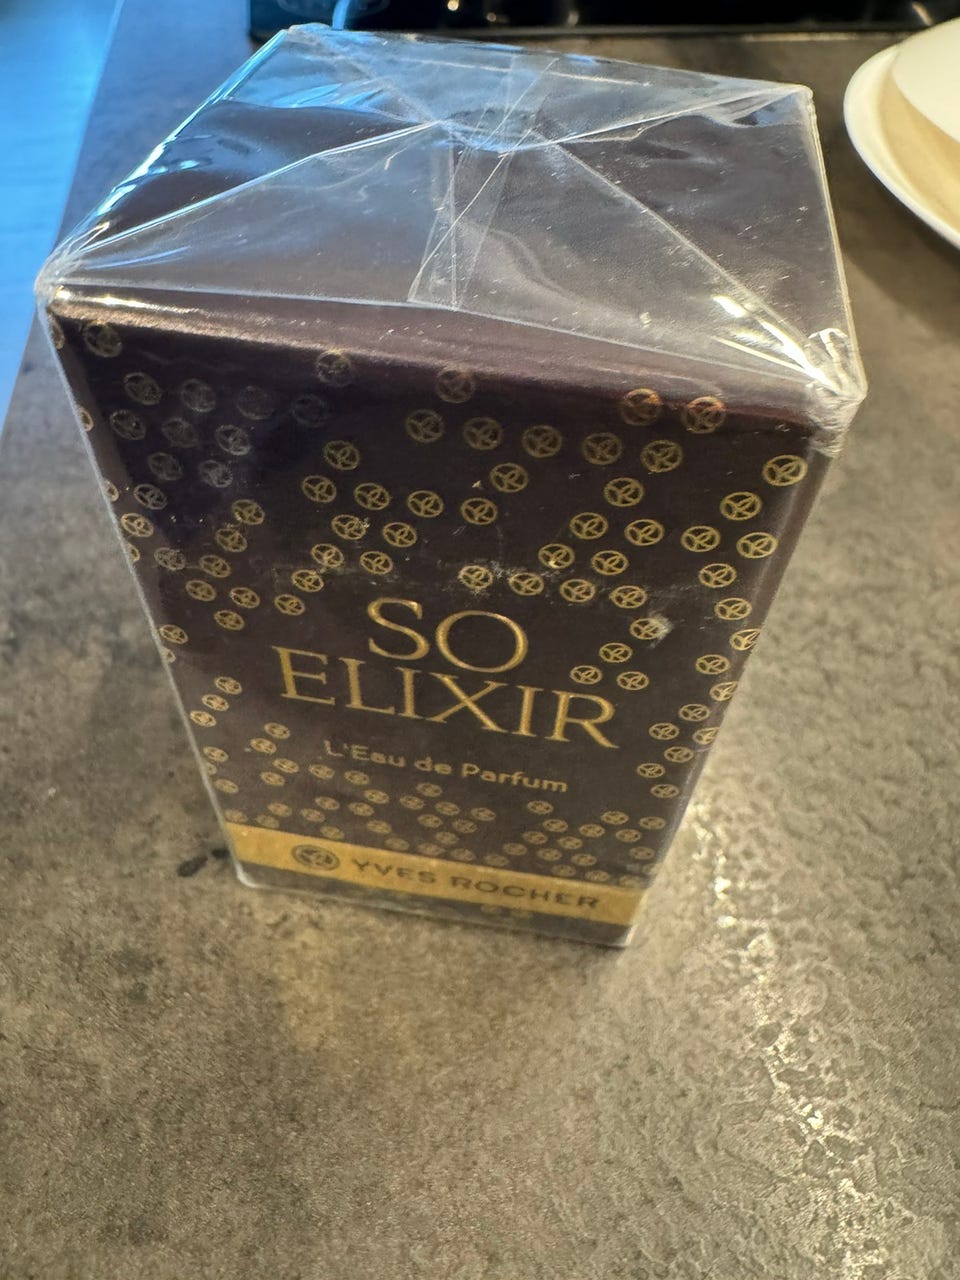 SO
ELIXIR
L'Eau de Parfum
YVES ROCHER